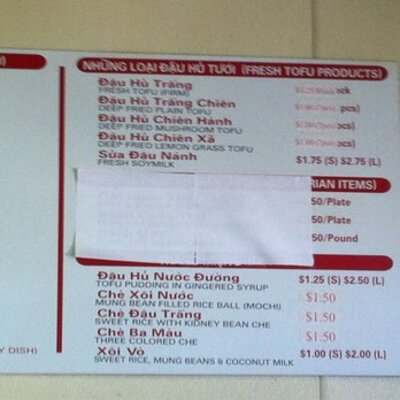 NHỮNG LOẠI ĐẬU HỦ TƯƠI (FRESH TOFU PRODUCTS)
Đậu Hủ Trắng
FRESH TOFU (FIRM)
Đậu Hủ Trắng Chiên
DEEP FRIED PLAIN TOFU pcs)
Đậu Hủ Chiên Hành
DEEP FRIED MUSHROOM TOFU
Đậu Hủ Chiên Xả
DEEP FRIED LEMON GRASS TOFU
Sữa Đậu Nành $1.75 (S) $2.75 (L)
FRESH SOYMILK
RIAN ITEMS)
50/Plate
50/Plate
50/Pound
Đậu Hủ Nước Đường $1.25 (S) $2.50 (L)
TOFU PUDDING IN GINGERED SYRUP
Chè Xôi Nước $1.50
MUNG BEAN FILLED RICE BALL (MOCHI)
Chè Đậu Trắng $1.50
SWEET RICE WITH KIDNEY BEAN CHE
Chè Ba Màu $1.50
THREE COLORED CHE
Xôi Vò $1.00 (S) $2.00 (L)
SWEET RICE, MUNG BEANS & COCONUT MILK
Y DISH)